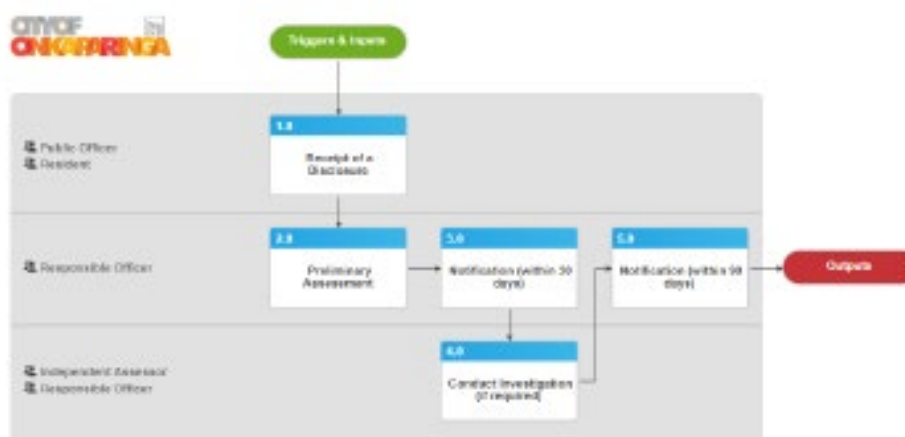 CITY OF
ONKAPARINGA
Triggers & Inputs
Public Officer
Resident
1.0
Receipt of a
Disclosure
Responsible Officer
2.0
Preliminary
Assessment
3.0
Notification (within 30
days)
5.0
Notification (within 90
days)
Outputs
Independent Assessor
Responsible Officer
4.0
Conduct Investigation
(if required)